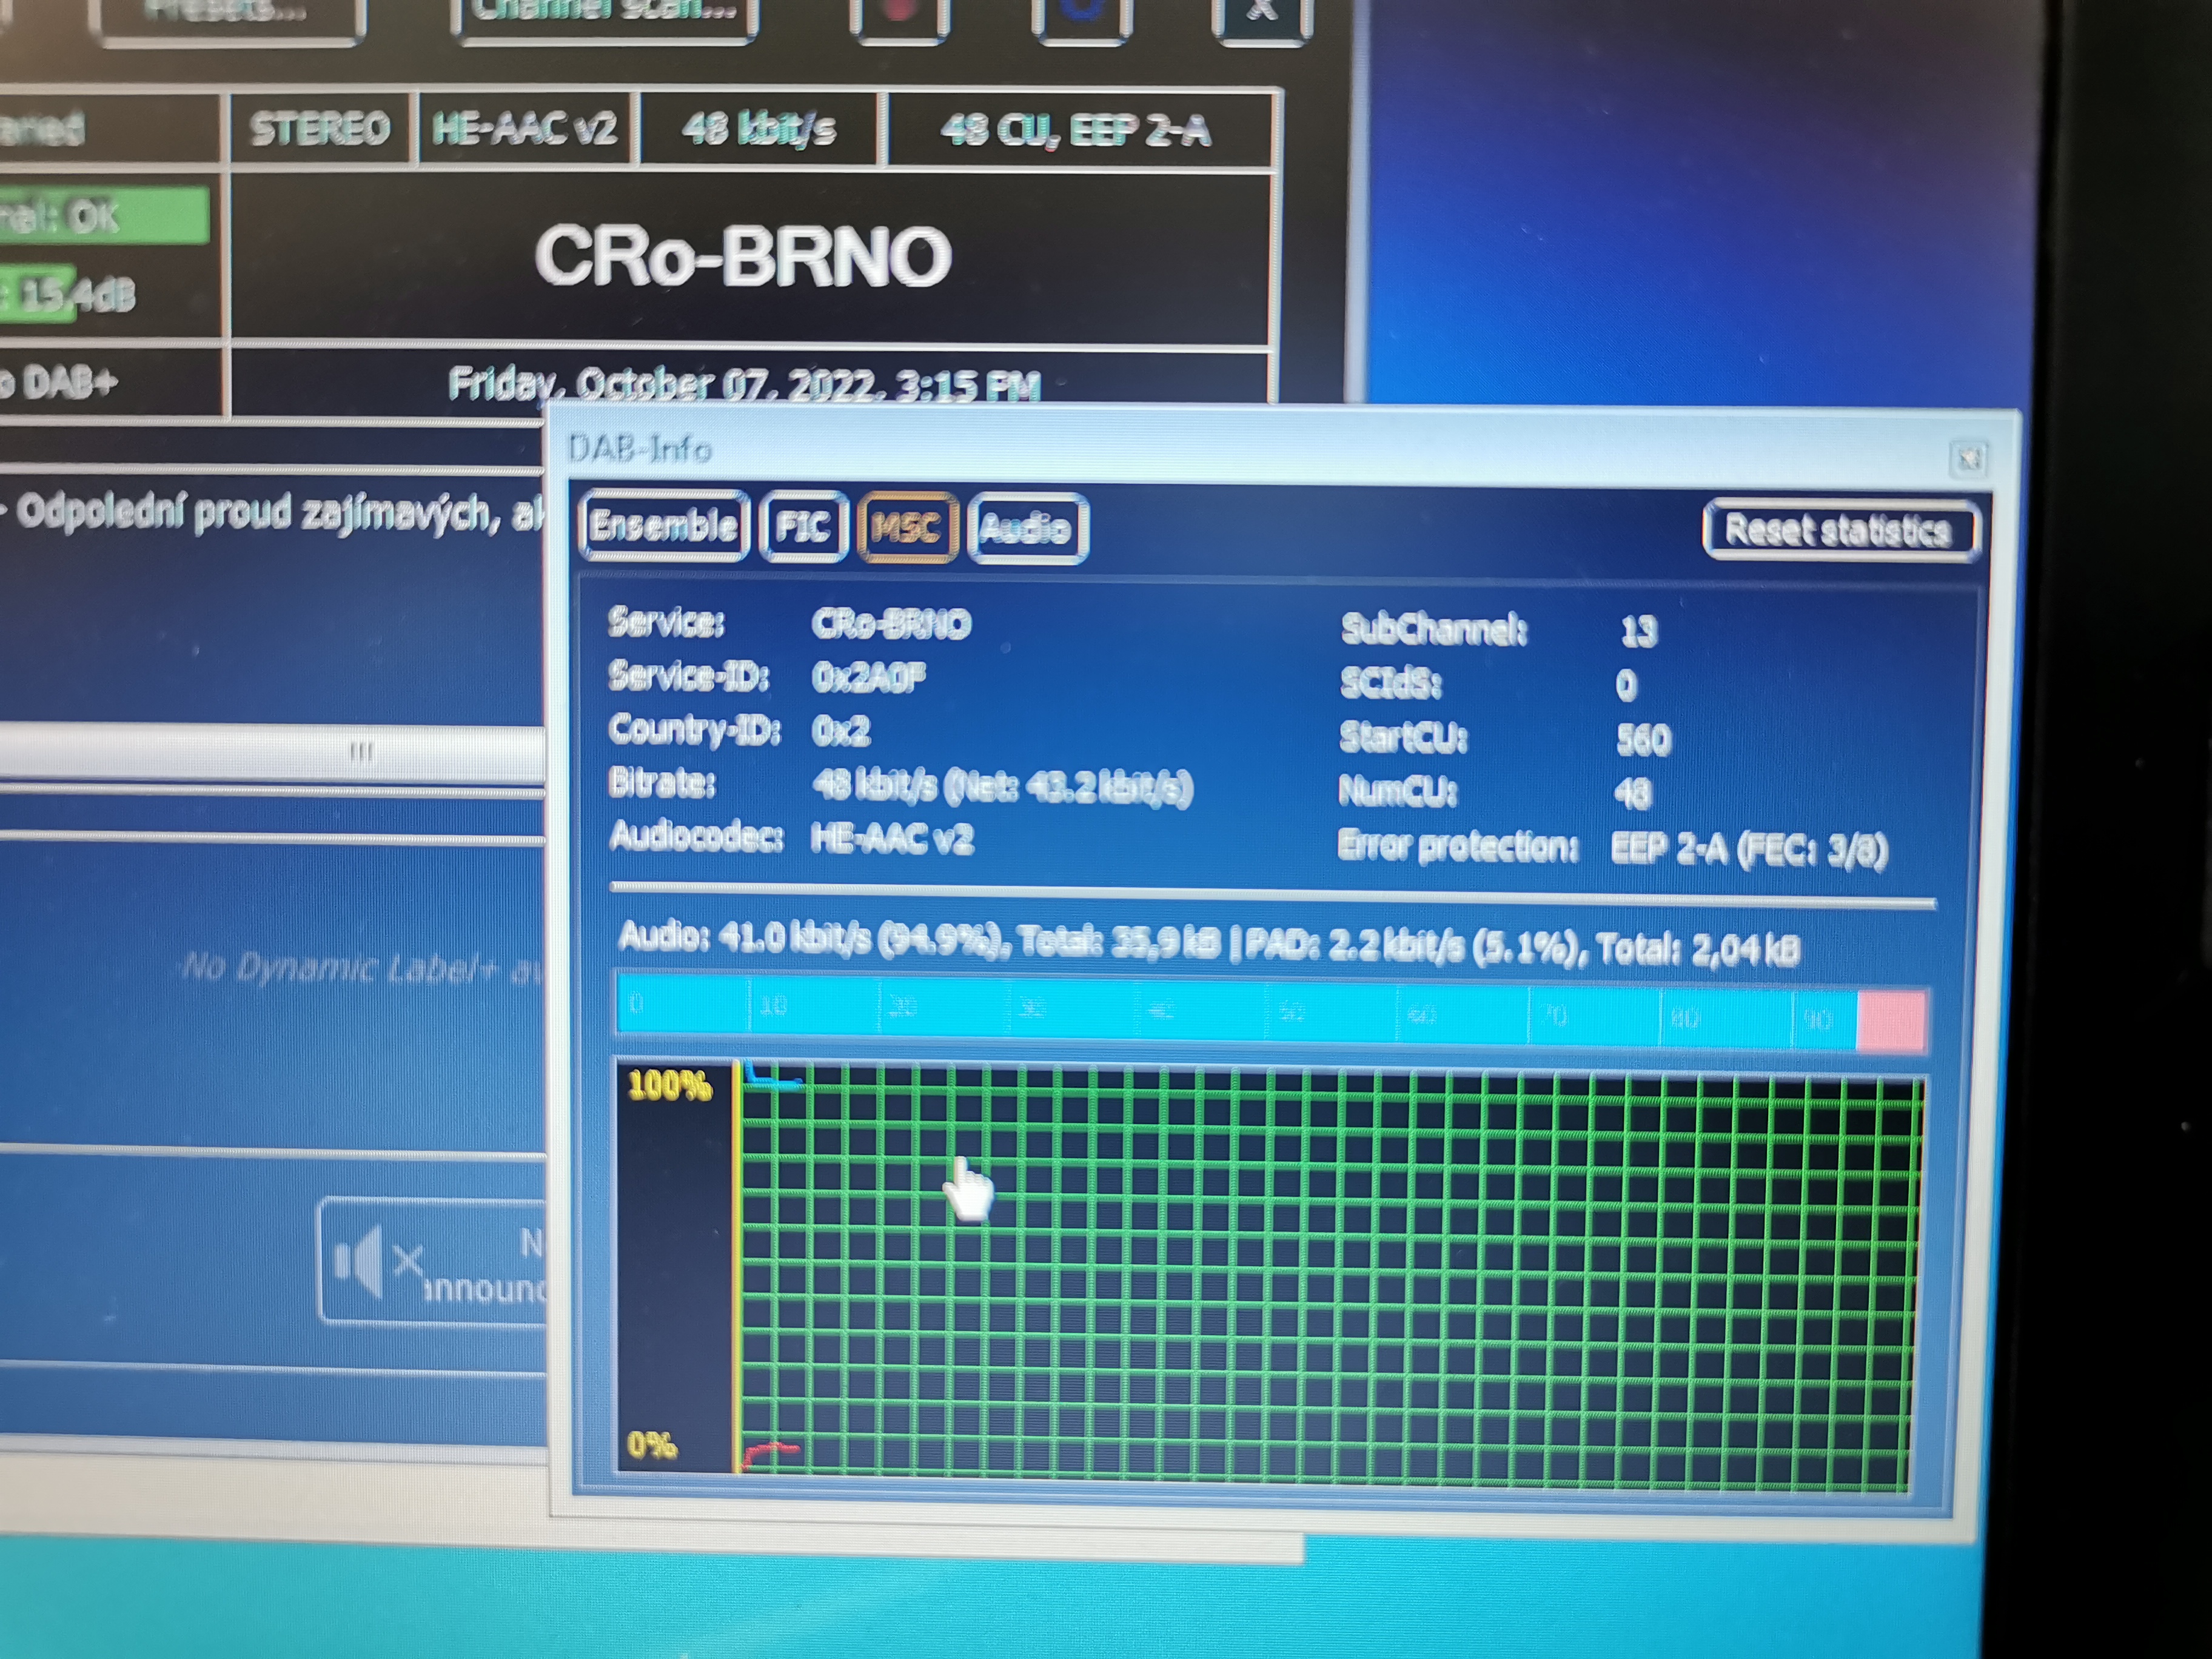 Presets...
Channel scan...
X
STEREO
HE-AAC v2
48 kbit/s
48 CU, EEP 2-A
OK
CRo-BRNO
15.4dB
DAB+
Friday, October 07, 2022, 3:15 PM
DAB-Info
- Odpolední proud zajímavých,
Ensemble
FIC
MSC
Audio
Reset statistics
Service: CRo-BRNO
SubChannel: 13
Service-ID: 0x2A0F
SCIdS: 0
Country-ID: 0x2
StartCU: 560
Bitrate: 48 kbit/s (Net: 43.2 kbit/s)
NumCU: 48
Audiocodec: HE-AAC v2
Error protection: EEP 2-A (FEC: 3/8)
Audio: 41.0 kbit/s (94.9%), Total: 35,9 kB | PAD: 2.2 kbit/s (5.1%), Total: 2,04 kB
No Dynamic Label+
0 10 20 30 40 50 60 70 80 90
100%
0%